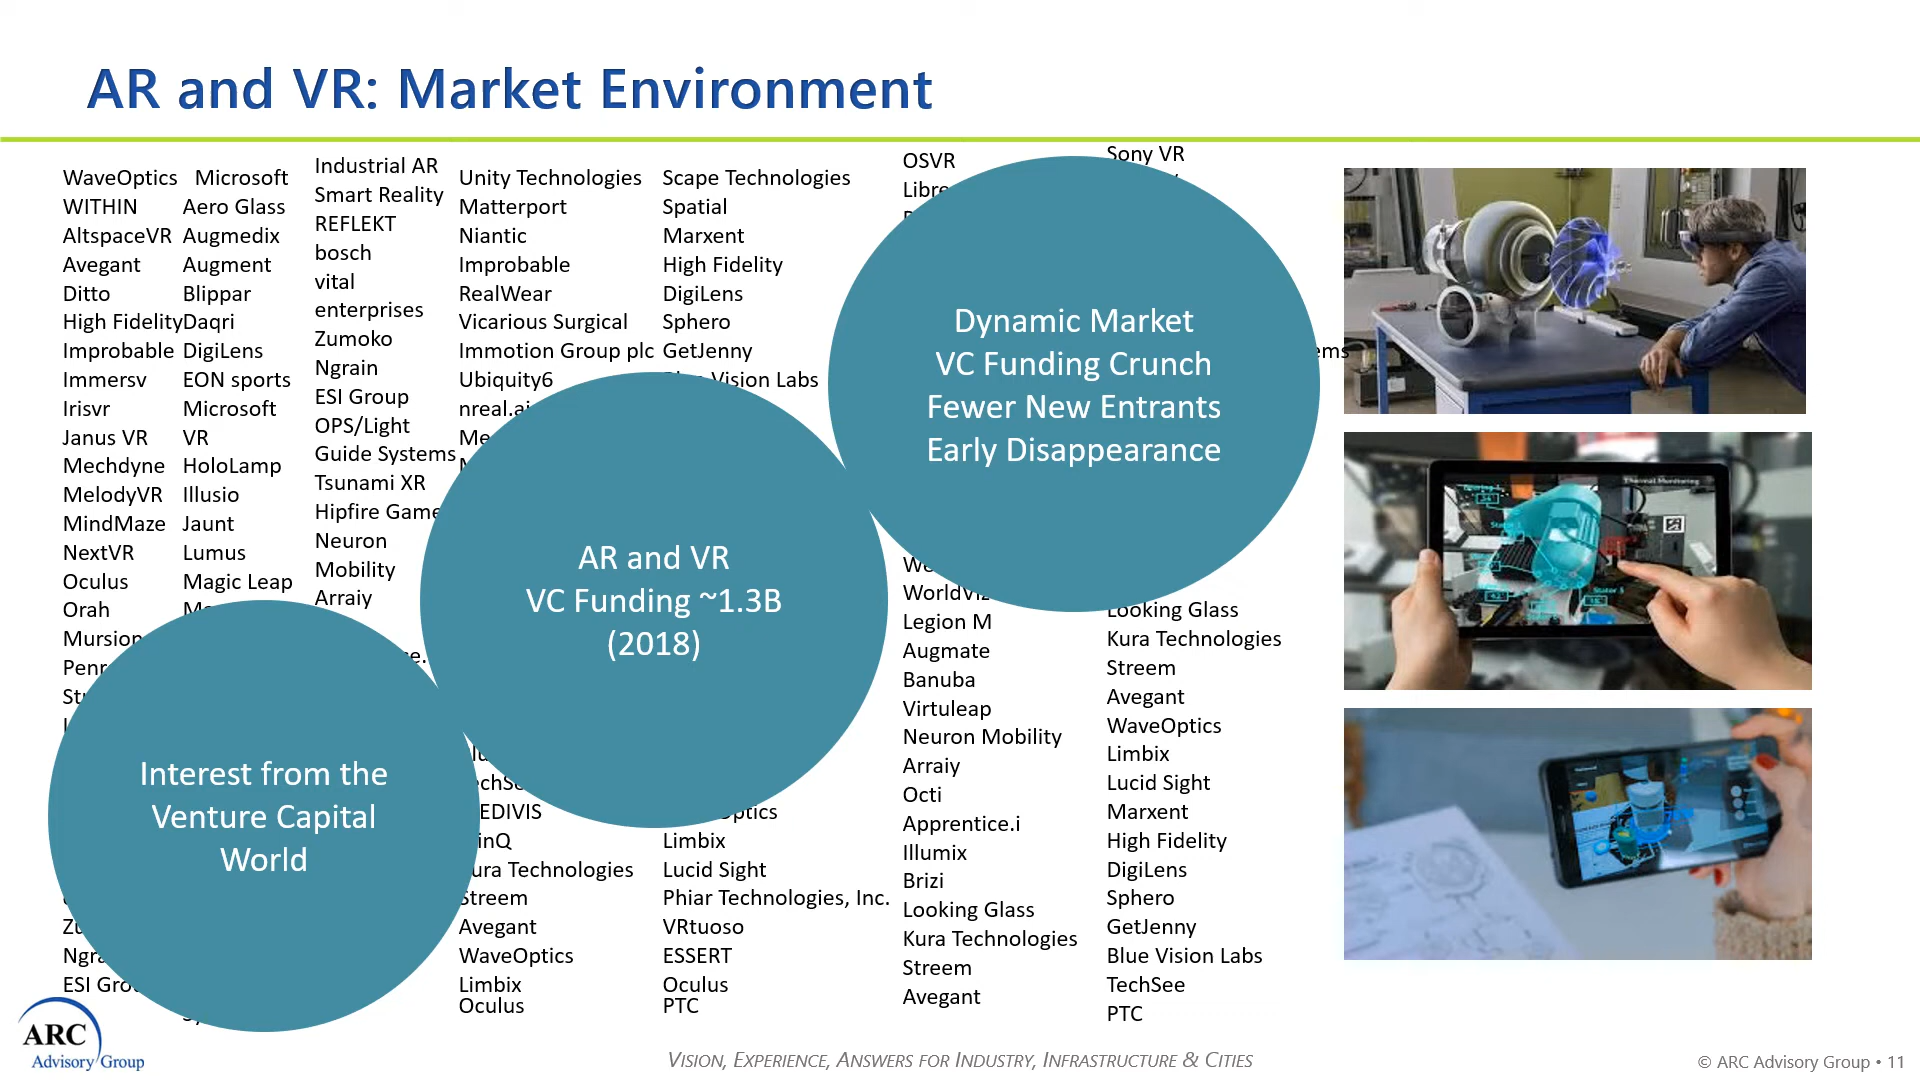 AR and VR: Market Environment
WaveOptics
WITHIN
AltspaceVR
Avegant
Ditto
High Fidelity
Improbable
Immersv
Irisvr
Janus VR
Mechdyne
MelodyVR
MindMaze
NextVR
Oculus
Orah
Mursion
Microsoft
Aero Glass
Augmedix
Augment
Blippar
Daqri
DigiLens
EON sports
Microsoft
VR
HoloLamp
Illusio
Jaunt
Lumus
Magic Leap
Industrial AR
Smart Reality
REFLEKT
bosch
vital
enterprises
Zumoko
Ngrain
ESI Group
OPS/Light
Guide Systems
Tsunami XR
Hipfire Game
Neuron
Mobility
Arraiy
Unity Technologies
Matterport
Niantic
Improbable
RealWear
Vicarious Surgical
Immotion Group plc
Ubiquity6
Streem
Avegant
WaveOptics
Limbix
Oculus
Scape Technologies
Spatial
Marxent
High Fidelity
DigiLens
Sphero
GetJenny
Vision Labs
Limbix
Lucid Sight
Phiar Technologies, Inc.
VRtuoso
ESSERT
Oculus
PTC
OSVR
Legion M
Augmate
Banuba
Virtuleap
Neuron Mobility
Arraiy
Octi
Apprentice.i
Illumix
Brizi
Looking Glass
Kura Technologies
Streem
Avegant
Sony VR
Looking Glass
Kura Technologies
Streem
Avegant
WaveOptics
Limbix
Lucid Sight
Marxent
High Fidelity
DigiLens
Sphero
GetJenny
Blue Vision Labs
TechSee
PTC
Interest from the
Venture Capital
World
AR and VR
VC Funding ~1.3B
(2018)
Dynamic Market
VC Funding Crunch
Fewer New Entrants
Early Disappearance
Thermal Monitoring
ARC
Advisory Group
VISION, EXPERIENCE, ANSWERS FOR INDUSTRY, INFRASTRUCTURE & CITIES
© ARC Advisory Group • 11